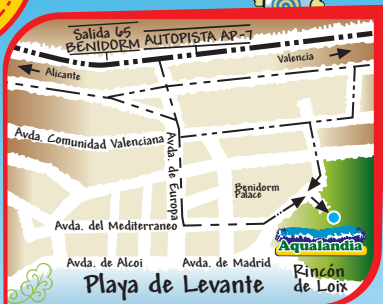 Salida 65
BENIDORM AUTOPISTA AP-7
Alicante
Valencia
Avda. Comunidad Valenciana
Avda. de Europa
Benidorm
Palace
Avda. del Mediterraneo
Aqualandia
Avda. de Alcoi Avda. de Madrid
Playa de Levante
Rincón
de Loix